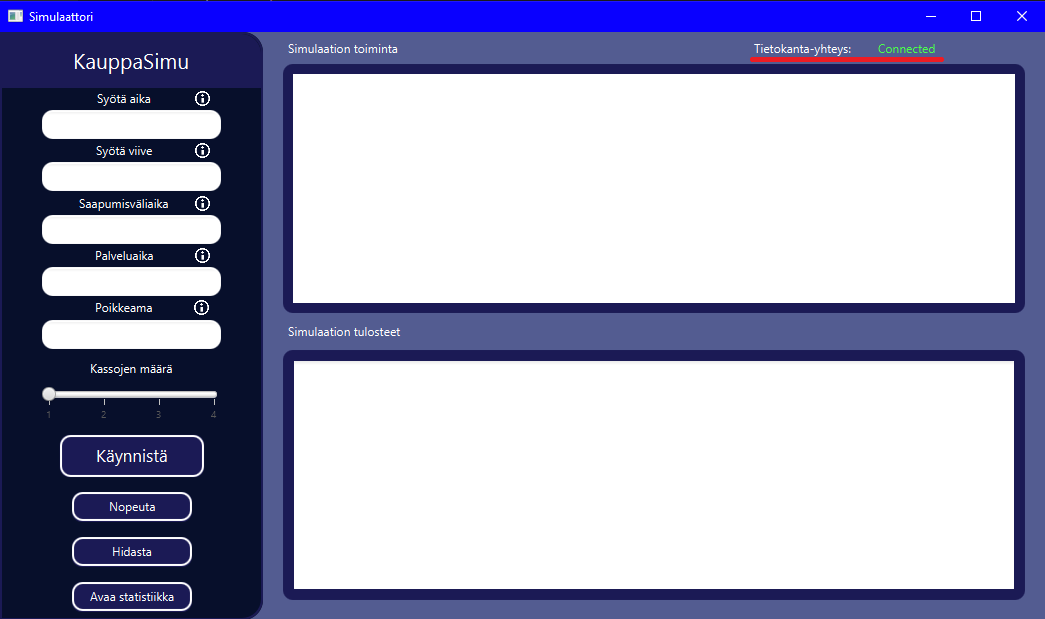 Simulaattori
KauppaSimu
Syötä aika
Syötä viive
Saapumisväliaika
Palveluaika
Poikkeama
Kassojen määrä
1 2 3 4
Käynnistä
Nopeuta
Hidasta
Avaa statistiikka
Simulaation toiminta
Tietokanta-yhteys: Connected
Simulaation tulosteet